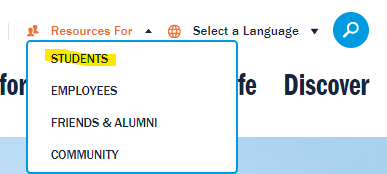 Resources For
Select a Language
STUDENTS
for
fe
Discover
EMPLOYEES
FRIENDS & ALUMNI
COMMUNITY